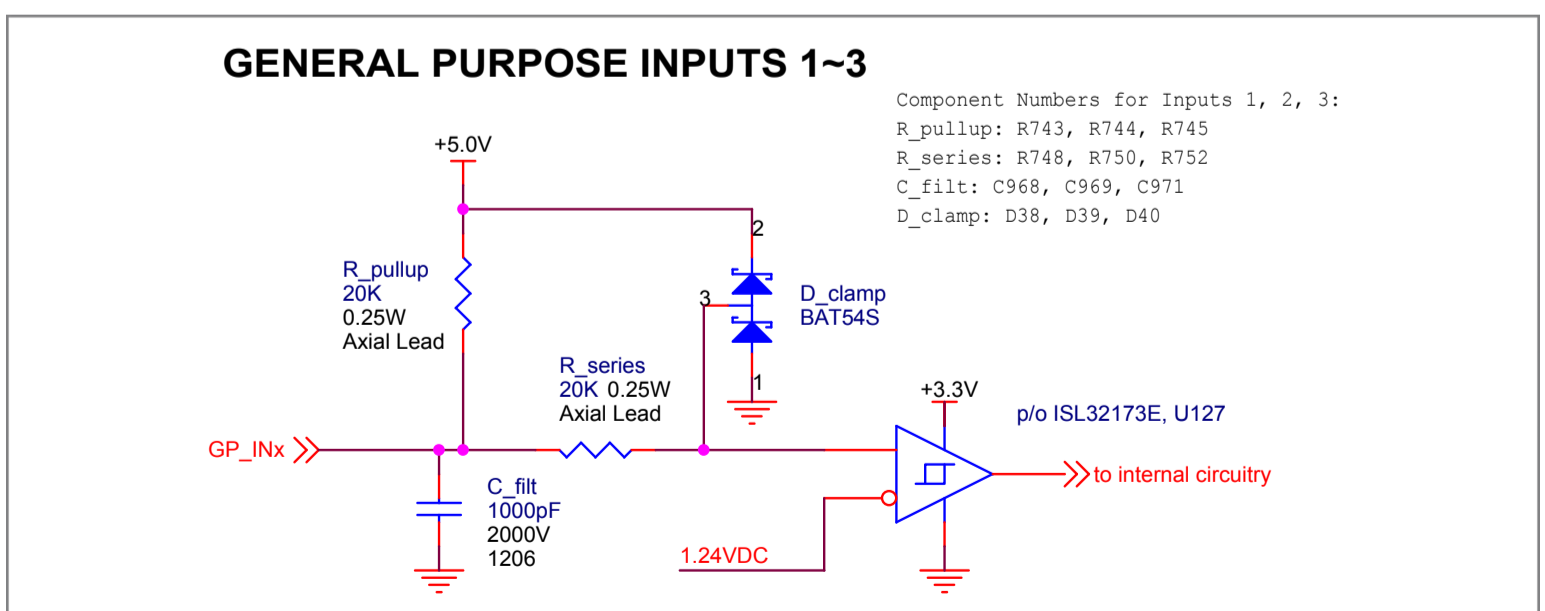 GENERAL PURPOSE INPUTS 1~3
Component Numbers for Inputs 1, 2, 3:
R_pullup: R743, R744, R745
R_series: R748, R750, R752
C_filt: C968, C969, C971
D_clamp: D38, D39, D40
+5.0V
2
R_pullup
20K
0.25W
Axial Lead
3
D_clamp
BAT54S
1
R_series
20K 0.25W
Axial Lead
+3.3V
p/o ISL32173E, U127
GP_INx
to internal circuitry
C_filt
1000pF
2000V
1206
1.24VDC